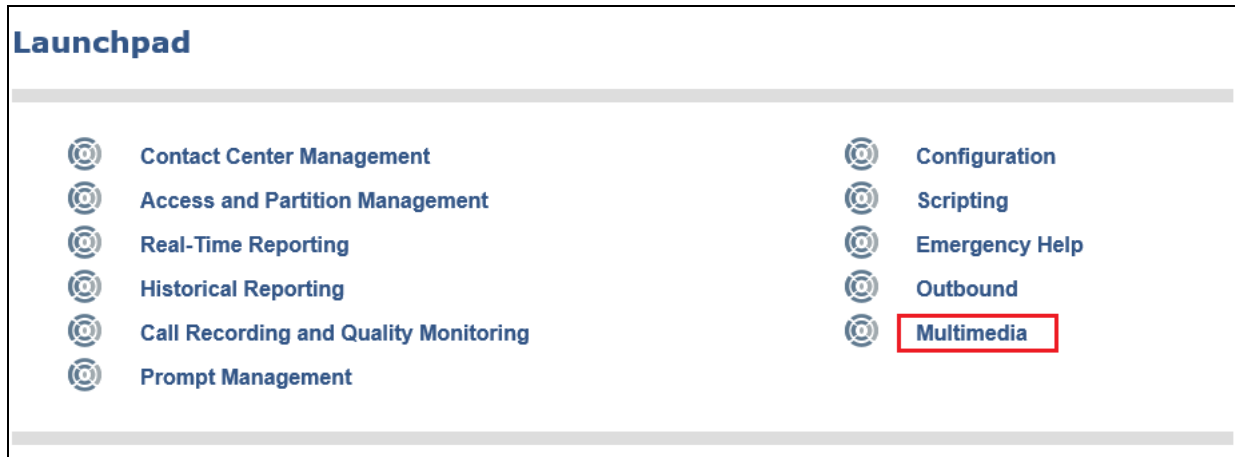 Launchpad
Contact Center Management
Access and Partition Management
Real-Time Reporting
Historical Reporting
Call Recording and Quality Monitoring
Prompt Management
Configuration
Scripting
Emergency Help
Outbound
Multimedia